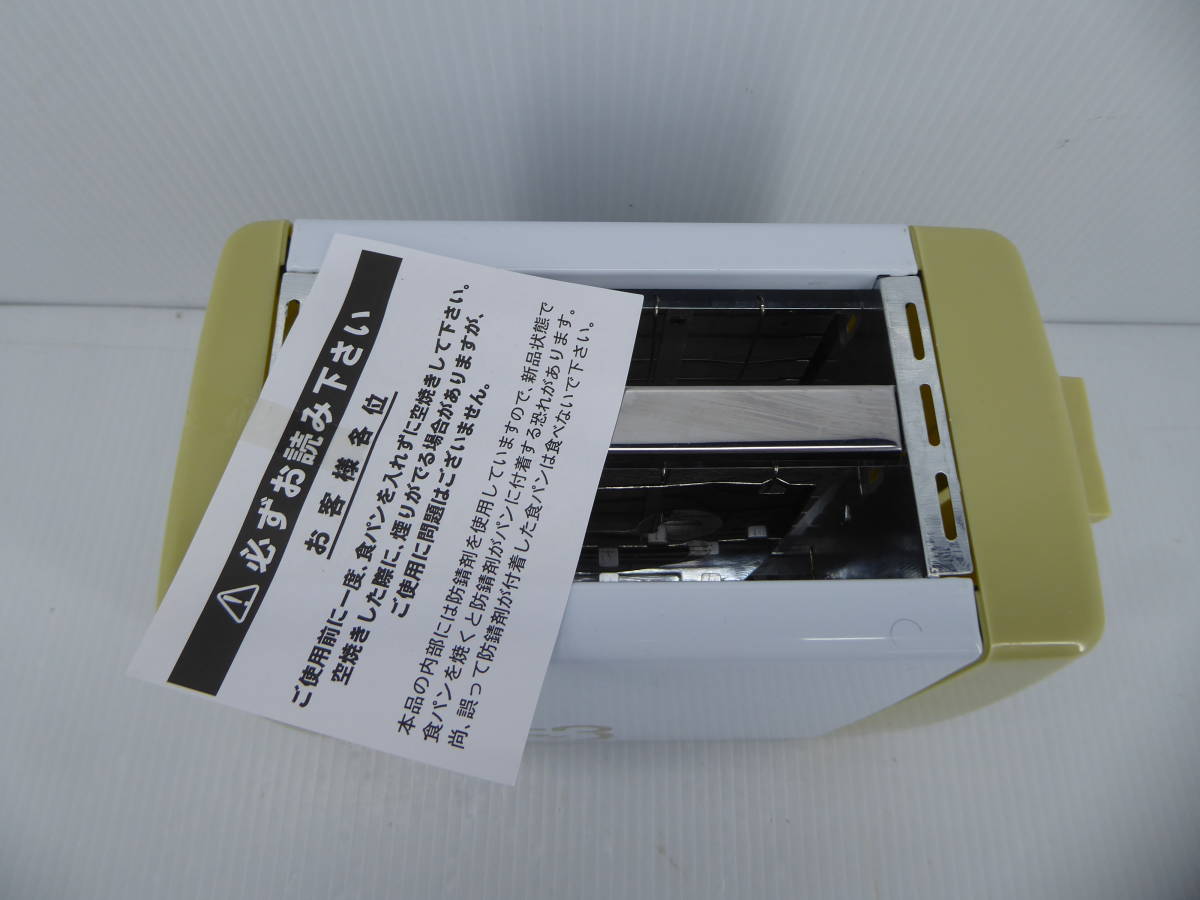 必ずお読み下さい
お客様各位
ご使用前に一度、食パンを入れずに空焼きして下さい。
空焼きした際に、煙りがでる場合がありますが、
ご使用に問題はございません。
本品の内部には防錆剤を使用していますので、新品状態で
食パンを焼くと防錆剤がパンに付着する恐れがあります。
尚、誤って防錆剤が付着した食パンは食べないで下さい。